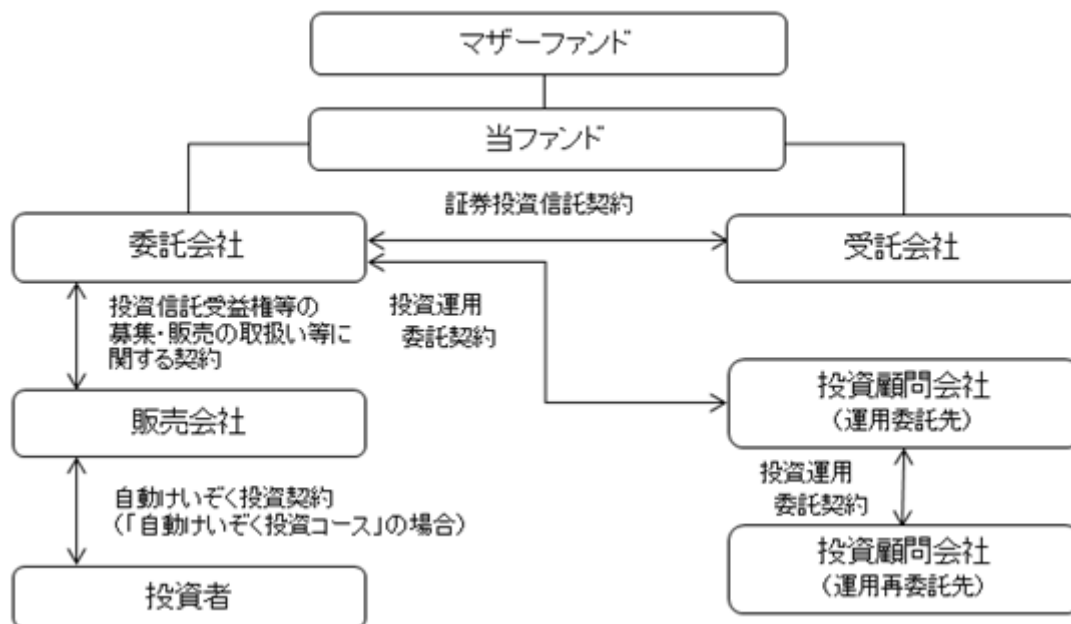 マザーファンド
当ファンド
証券投資信託契約
委託会社
受託会社
投資信託受益権等の
募集・販売の取扱い等に
関する契約
投資運用
委託契約
販売会社
投資顧問会社
（運用委託先）
自動けいぞく投資契約
（「自動けいぞく投資コース」の場合）
投資運用
委託契約
投資者
投資顧問会社
（運用再委託先）